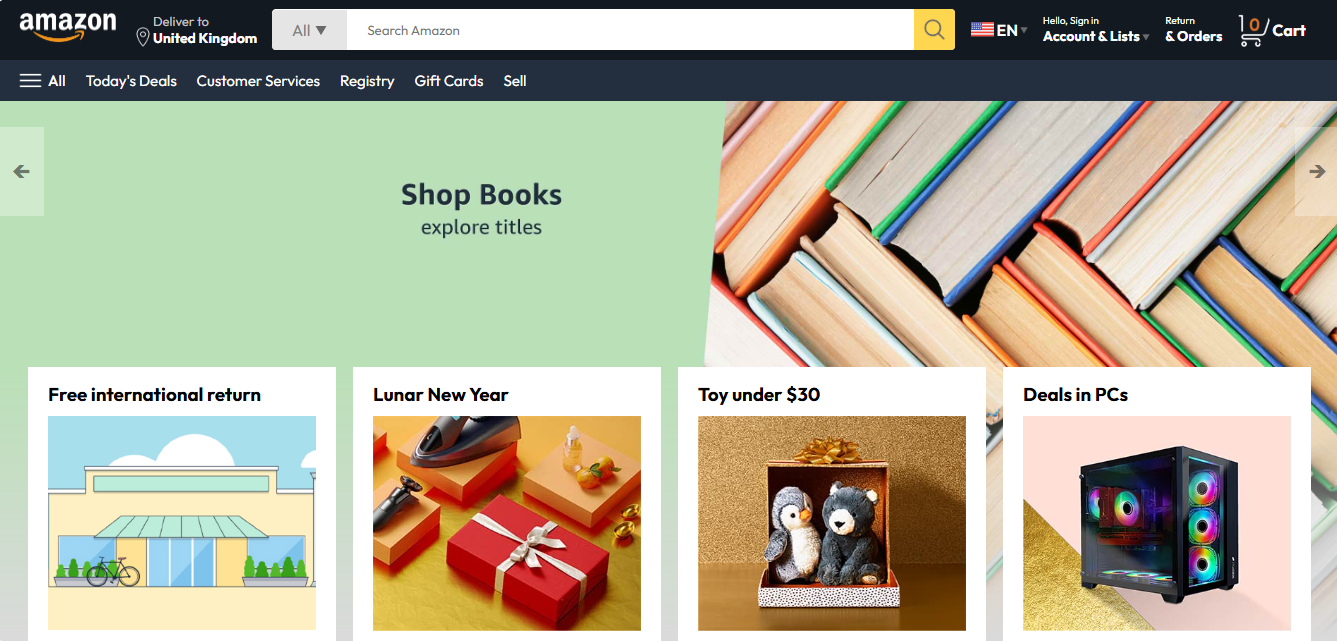 amazon
Deliver to
United Kingdom
All ▼
Search Amazon
EN ▾
Hello, Sign in
Account & Lists ▾
Return
& Orders
0
Cart
All
Today's Deals
Customer Services
Registry
Gift Cards
Sell
Shop Books
explore titles
Free international return
Lunar New Year
Toy under $30
Deals in PCs